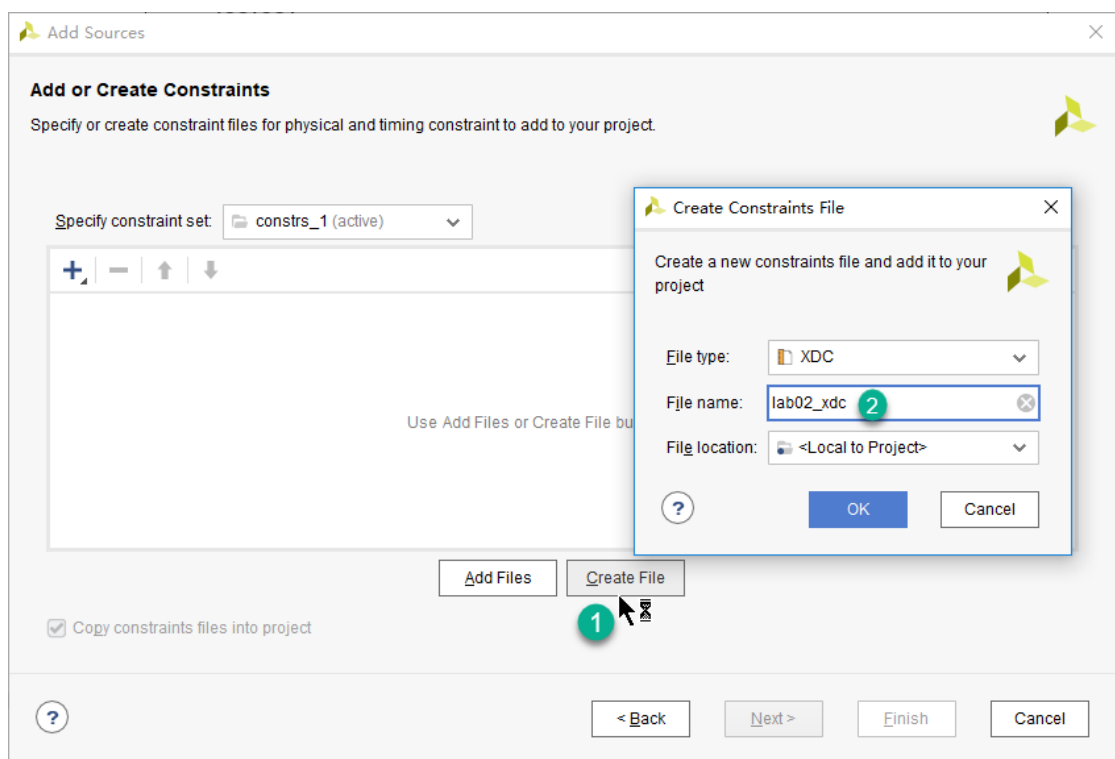 Add Sources
Add or Create Constraints
Specify or create constraint files for physical and timing constraint to add to your project.
Specify constraint set: constrs_1 (active)
Use Add Files or Create File bu
Add Files
Create File
1
Copy constraints files into project
?
< Back
Next >
Finish
Cancel
Create Constraints File
Create a new constraints file and add it to your
project
File type: XDC
File name: lab02_xdc 2
File location: <Local to Project>
?
OK
Cancel